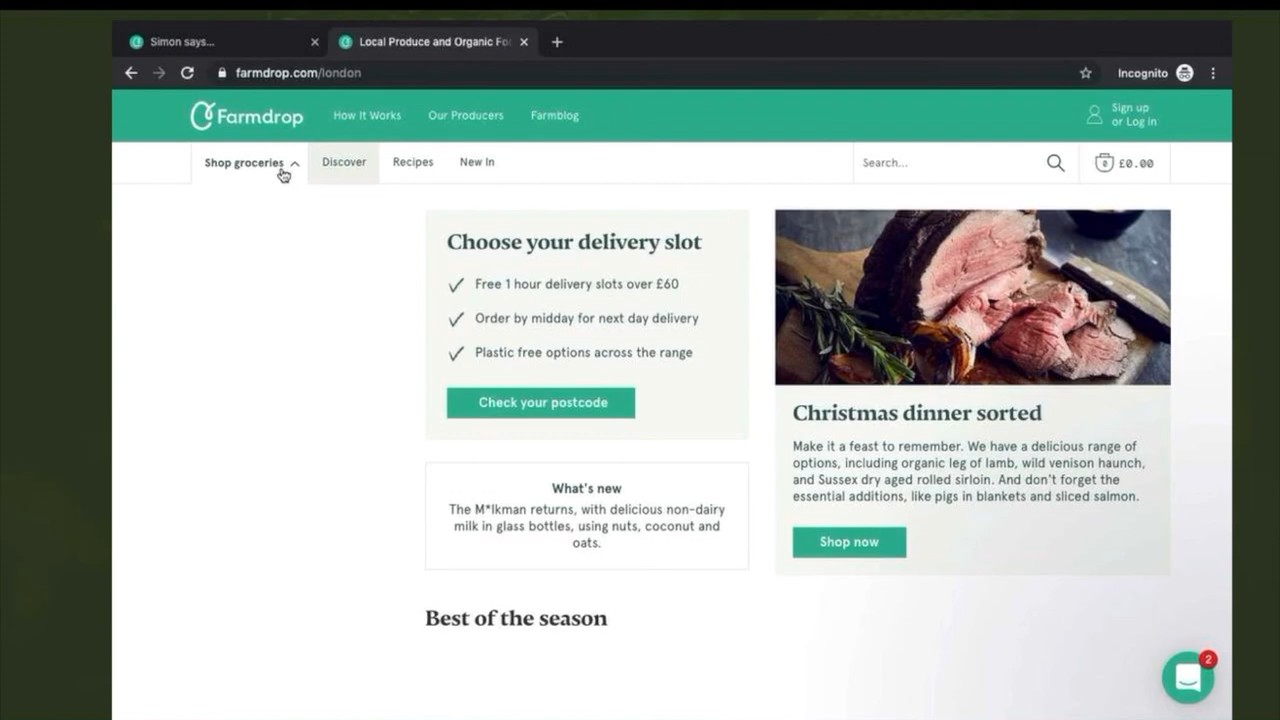 Simon says...
Local Produce and Organic Fo
farmdrop.com/london
Incognito
Farmdrop
How It Works
Our Producers
Farmblog
Sign up
or Log in
Shop groceries
Discover
Recipes
New In
Search...
0
£0.00
Choose your delivery slot
Free 1 hour delivery slots over £60
Order by midday for next day delivery
Plastic free options across the range
Check your postcode
What's new
The M*lkman returns, with delicious non-dairy
milk in glass bottles, using nuts, coconut and
oats.
Christmas dinner sorted
Make it a feast to remember. We have a delicious range of
options, including organic leg of lamb, wild venison haunch,
and Sussex dry aged rolled sirloin. And don't forget the
essential additions, like pigs in blankets and sliced salmon.
Shop now
Best of the season
2